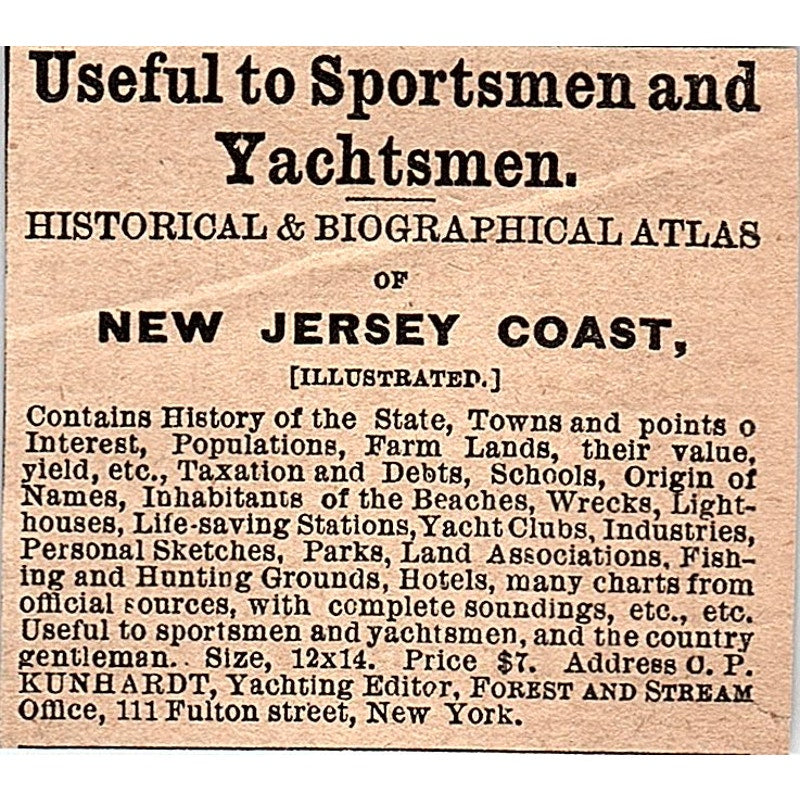 Useful to Sportsmen and
Yachtsmen.
HISTORICAL & BIOGRAPHICAL ATLAS
OF
NEW JERSEY COAST,
[ILLUSTRATED.]
Contains History of the State, Towns and points o
Interest, Populations, Farm Lands, their value,
yield, etc., Taxation and Debts, Schools, Origin of
Names, Inhabitants of the Beaches, Wrecks, Light-
houses, Life-saving Stations, Yacht Clubs, Industries,
Personal Sketches, Parks, Land Associations, Fish-
ing and Hunting Grounds, Hotels, many charts from
official sources, with complete soundings, etc., etc.
Useful to sportsmen and yachtsmen, and the country
gentleman.. Size, 12x14. Price $7. Address C. P.
KUNHARDT, Yachting Editor, FOREST AND STREAM
Office, 111 Fulton street, New York.